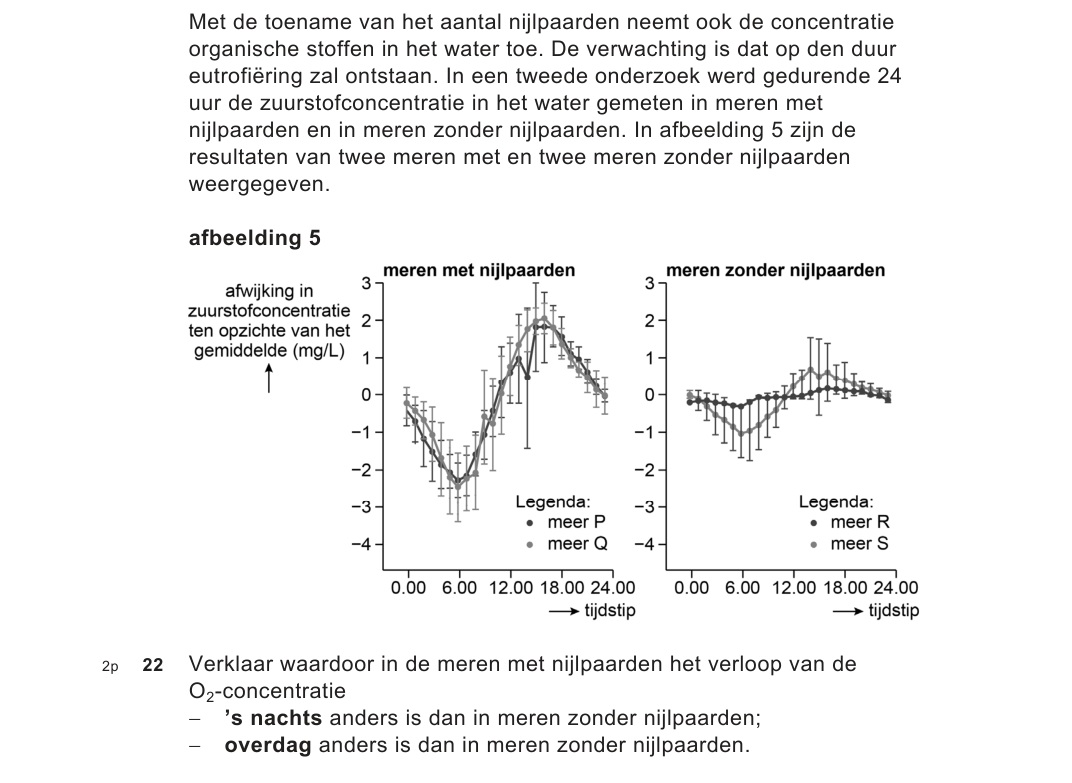 Met de toename van het aantal nijlpaarden neemt ook de concentratie
organische stoffen in het water toe. De verwachting is dat op den duur
eutrofiëring zal ontstaan. In een tweede onderzoek werd gedurende 24
uur de zuurstofconcentratie in het water gemeten in meren met
nijlpaarden en in meren zonder nijlpaarden. In afbeelding 5 zijn de
resultaten van twee meren met en twee meren zonder nijlpaarden
weergegeven.
afbeelding 5
afwijking in
zuurstofconcentratie
ten opzichte van het
gemiddelde (mg/L)
meren met nijlpaarden
3
2
1
0
−1
−2
−3
−4
Legenda:
meer P
meer Q
0.00 6.00 12.00 18.00 24.00
tijdstip
meren zonder nijlpaarden
3
2
1
0
−1
−2
−3
−4
Legenda:
meer R
meer S
0.00 6.00 12.00 18.00 24.00
tijdstip
2p 22 Verklaar waardoor in de meren met nijlpaarden het verloop van de
O₂-concentratie
– ’s nachts anders is dan in meren zonder nijlpaarden;
– overdag anders is dan in meren zonder nijlpaarden.